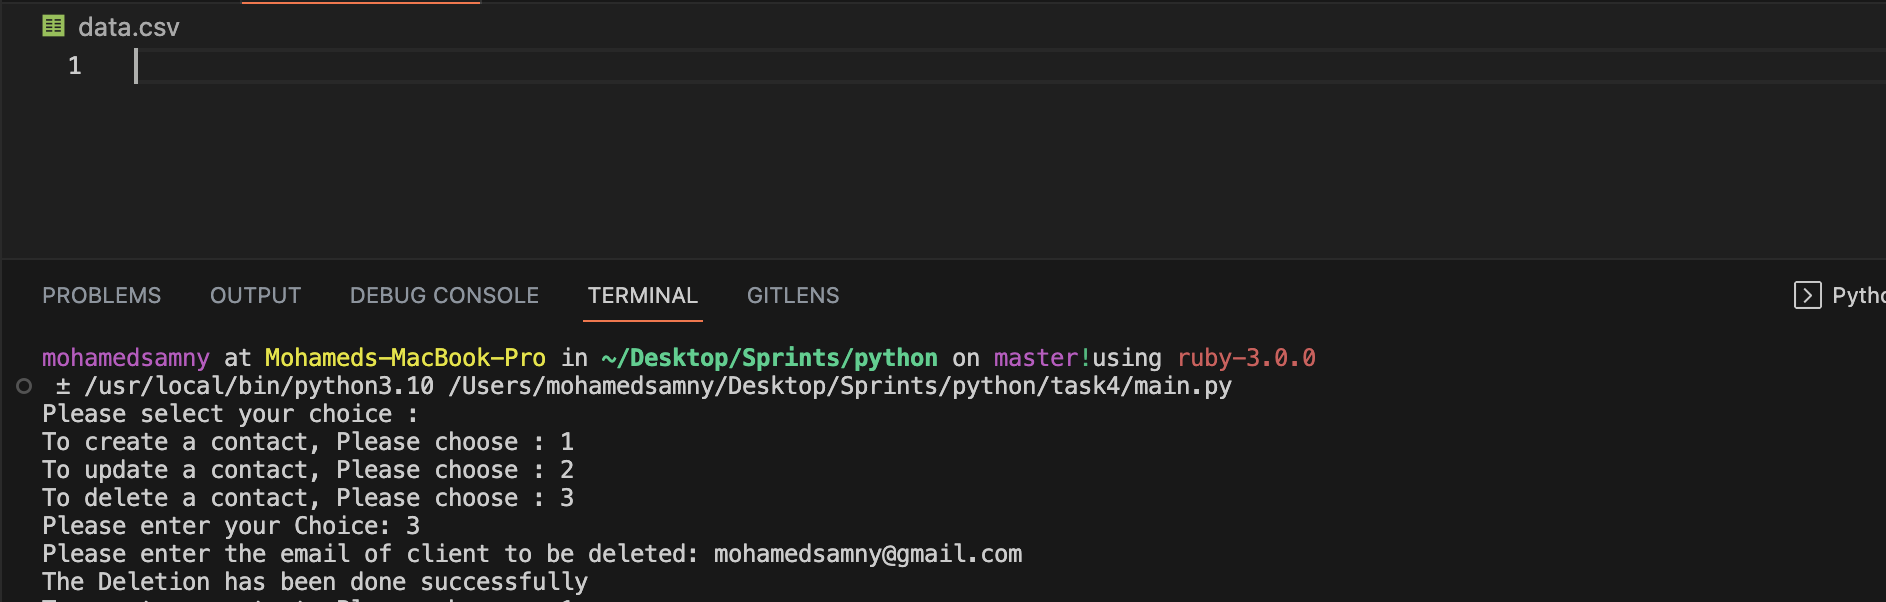 data.csv
1
PROBLEMS OUTPUT DEBUG CONSOLE TERMINAL GITLENS
mohamedsamny at Mohameds-MacBook-Pro in ~/Desktop/Sprints/python on master!using ruby-3.0.0
± /usr/local/bin/python3.10 /Users/mohamedsamny/Desktop/Sprints/python/task4/main.py
Please select your choice :
To create a contact, Please choose : 1
To update a contact, Please choose : 2
To delete a contact, Please choose : 3
Please enter your Choice: 3
Please enter the email of client to be deleted: mohamedsamny@gmail.com
The Deletion has been done successfully